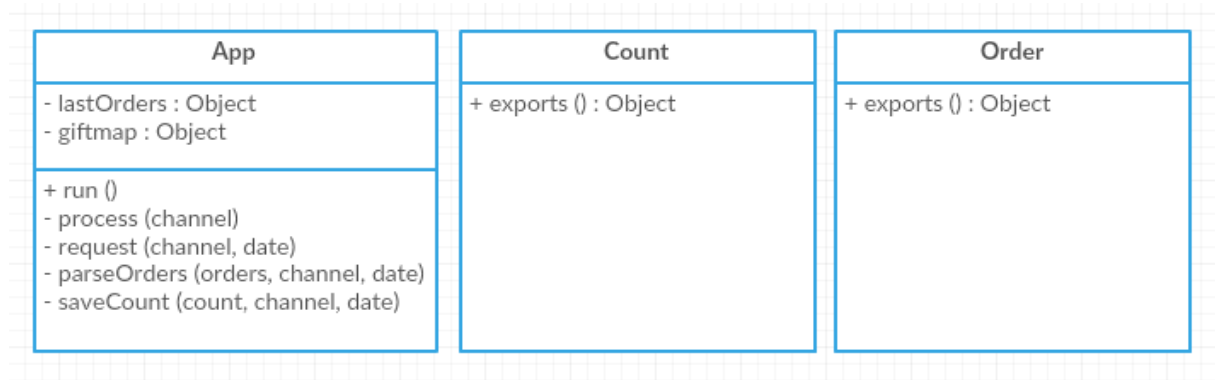 App
- lastOrders : Object
- giftmap : Object
+ run ()
- process (channel)
- request (channel, date)
- parseOrders (orders, channel, date)
- saveCount (count, channel, date)
Count
+ exports () : Object
Order
+ exports () : Object